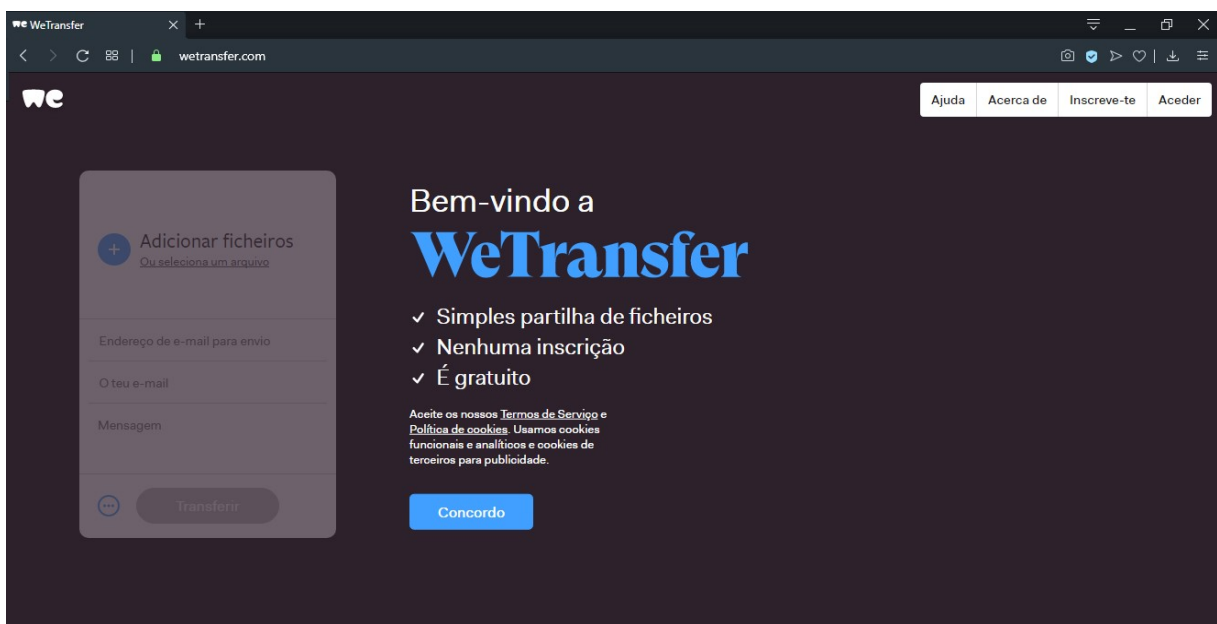 we WeTransfer
wetransfer.com
we
Ajuda Acerca de Inscreve-te Aceder
Adicionar ficheiros
Ou seleciona um arquivo
Endereço de e-mail para envio
O teu e-mail
Mensagem
Transferir
Bem-vindo a
WeTransfer
Simples partilha de ficheiros
Nenhuma inscrição
É gratuito
Aceite os nossos Termos de Serviço e
Política de cookies. Usamos cookies
funcionais e analíticos e cookies de
terceiros para publicidade.
Concordo